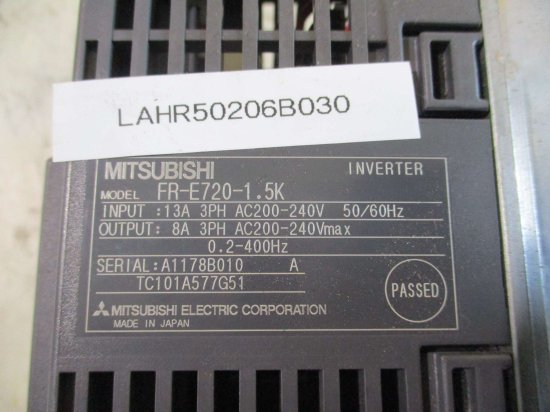 LAHR50206B030
MITSUBISHI INVERTER
MODEL FR-E720-1.5K
INPUT :13A 3PH AC200-240V 50/60Hz
OUTPUT: 8A 3PH AC200-240Vmax
0.2-400Hz
SERIAL:A1178B010 A
TC101A577G51
PASSED
MITSUBISHI ELECTRIC CORPORATION
MADE IN JAPAN